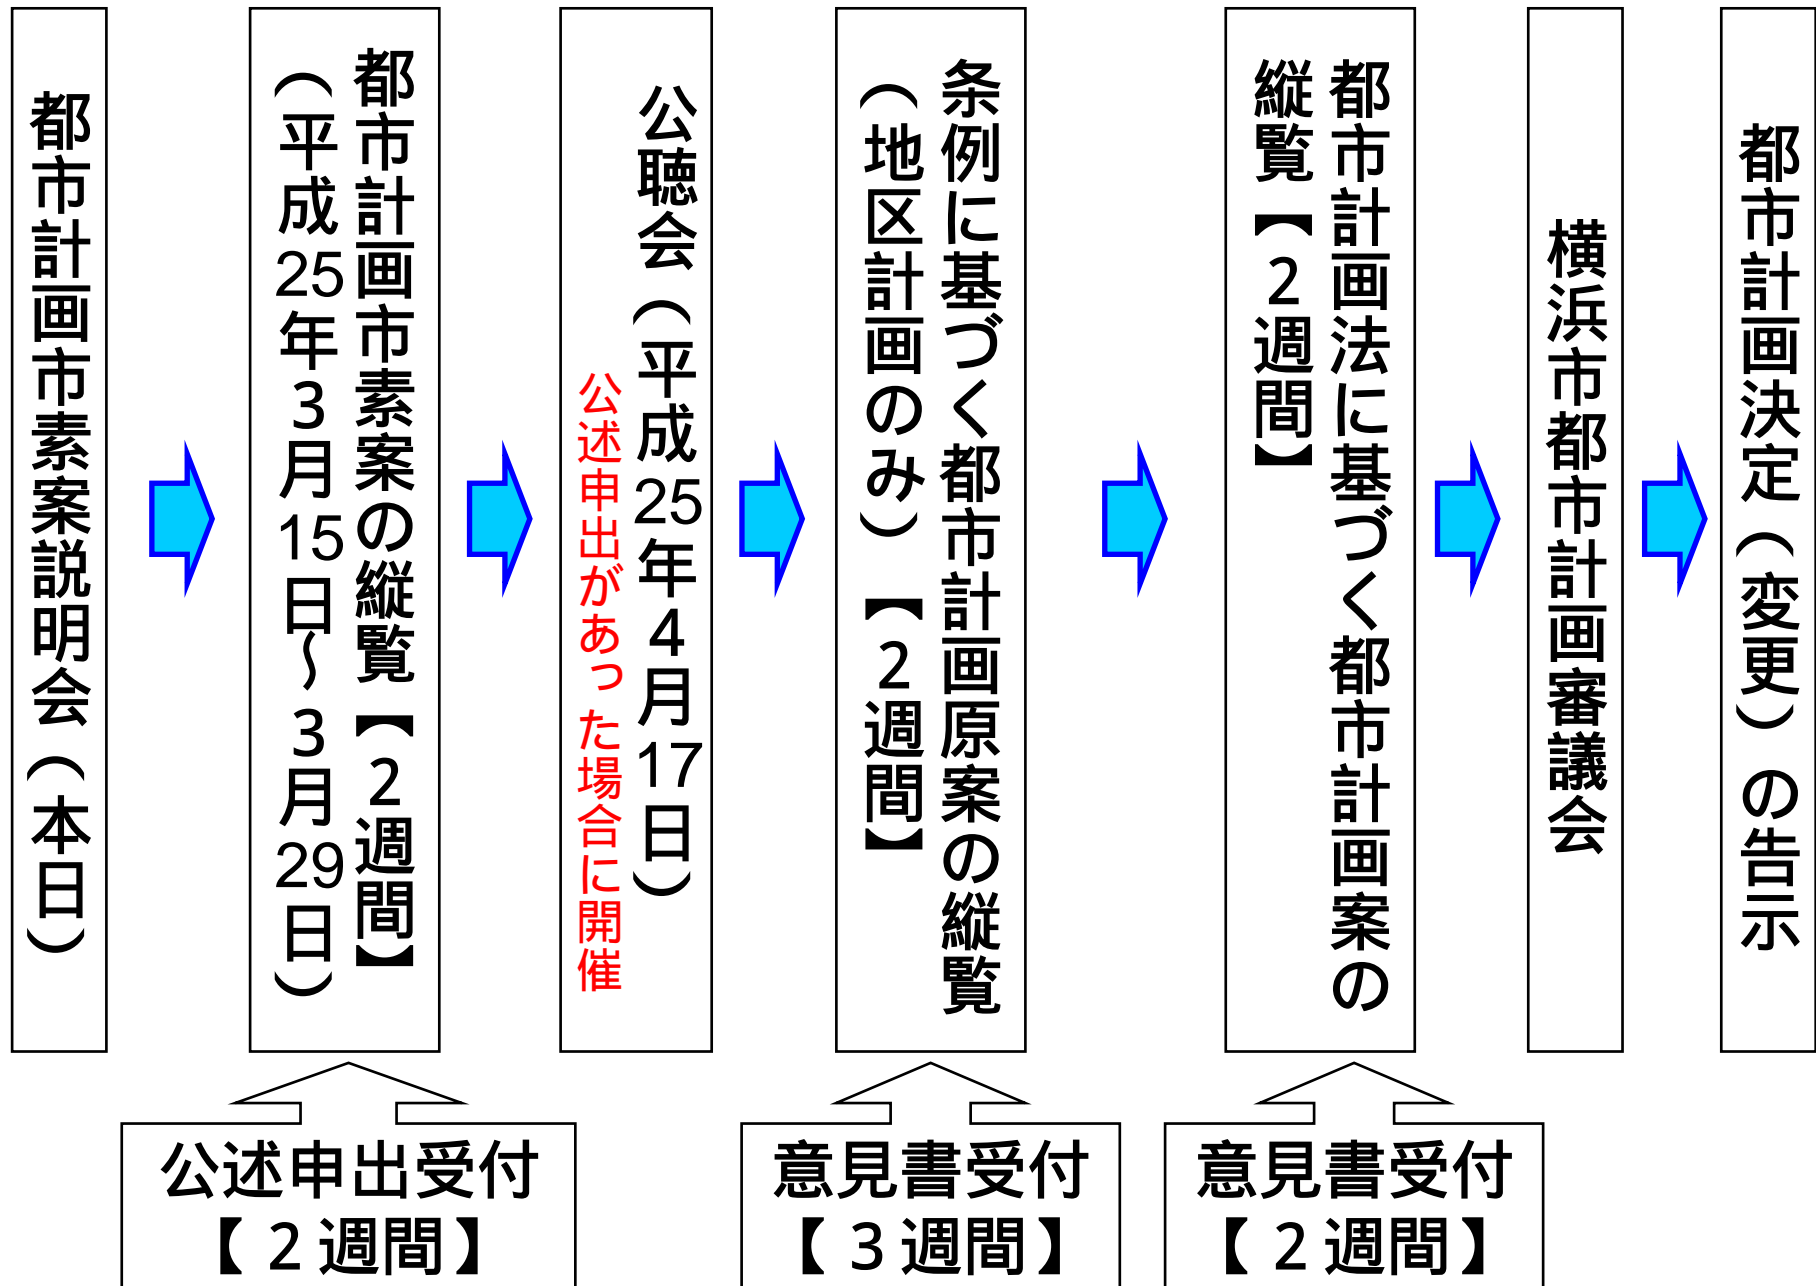 都市計画市素案説明会（本日）
都市計画市素案の縦覧【２週間】
（平成25年３月15日～３月29日）
公聴会（平成25年４月17日）
公述申出があった場合に開催
条例に基づく都市計画原案の縦覧
（地区計画のみ）【２週間】
都市計画法に基づく都市計画案の
縦覧【２週間】
横浜市都市計画審議会
都市計画決定（変更）の告示
公述申出受付
【２週間】
意見書受付
【３週間】
意見書受付
【２週間】